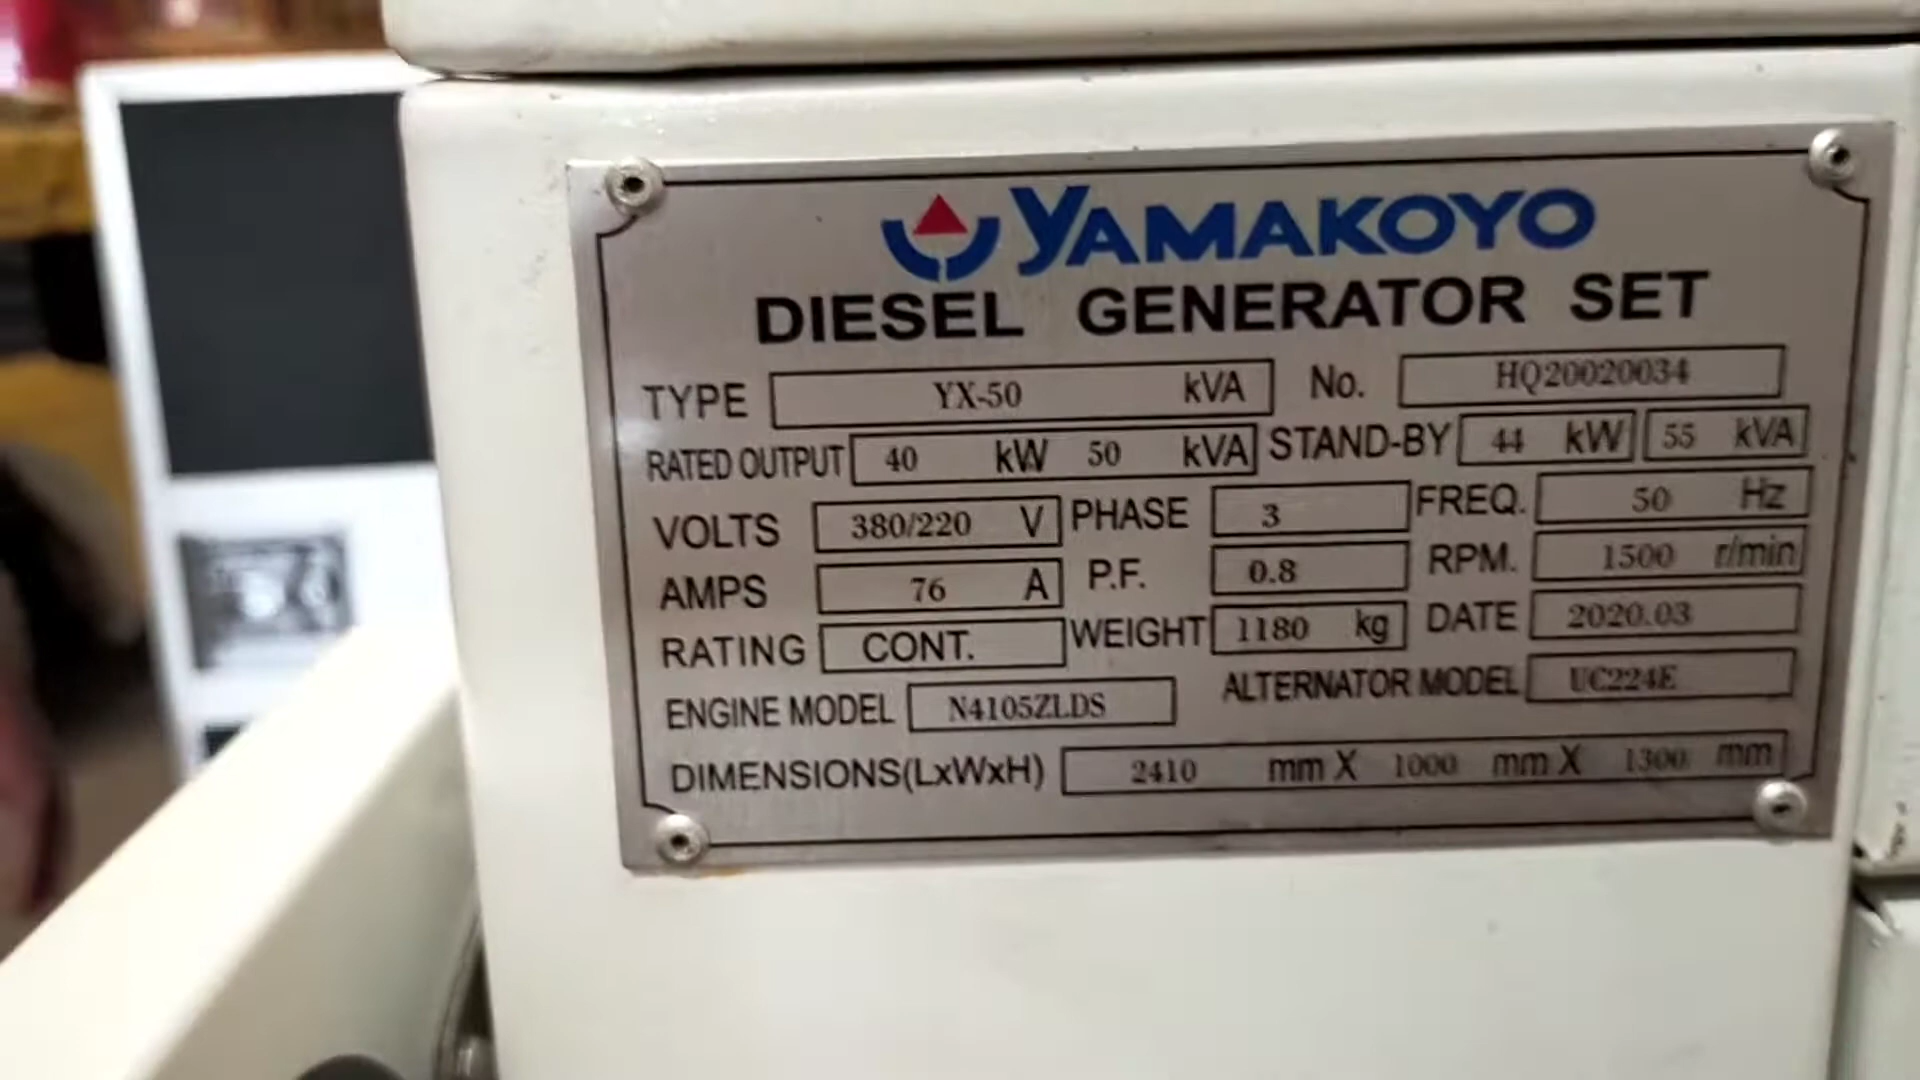 YAMAKOYO
DIESEL GENERATOR SET
TYPE YX-50 kVA No. HQ20020034
RATED OUTPUT 40 kW 50 kVA STAND-BY 44 kW 55 kVA
VOLTS 380/220 V PHASE 3 FREQ. 50 Hz
AMPS 76 A P.F. 0.8 RPM. 1500 r/min
RATING CONT. WEIGHT 1180 kg DATE 2020.03
ENGINE MODEL N4105ZLDS ALTERNATOR MODEL UC224E
DIMENSIONS(LxWxH) 2410 mm X 1000 mm X 1300 mm